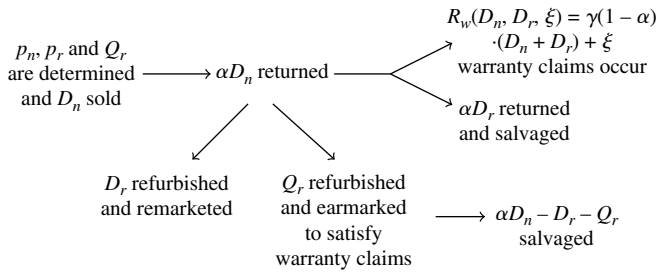 p_n, p_r and Q_r
are determined
and D_n sold
αD_n returned
R_w(D_n, D_r, ξ) = γ(1 – α)
·(D_n + D_r) + ξ
warranty claims occur
αD_r returned
and salvaged
D_r refurbished
and remarketed
Q_r refurbished
and earmarked
to satisfy
warranty claims
αD_n – D_r – Q_r
salvaged